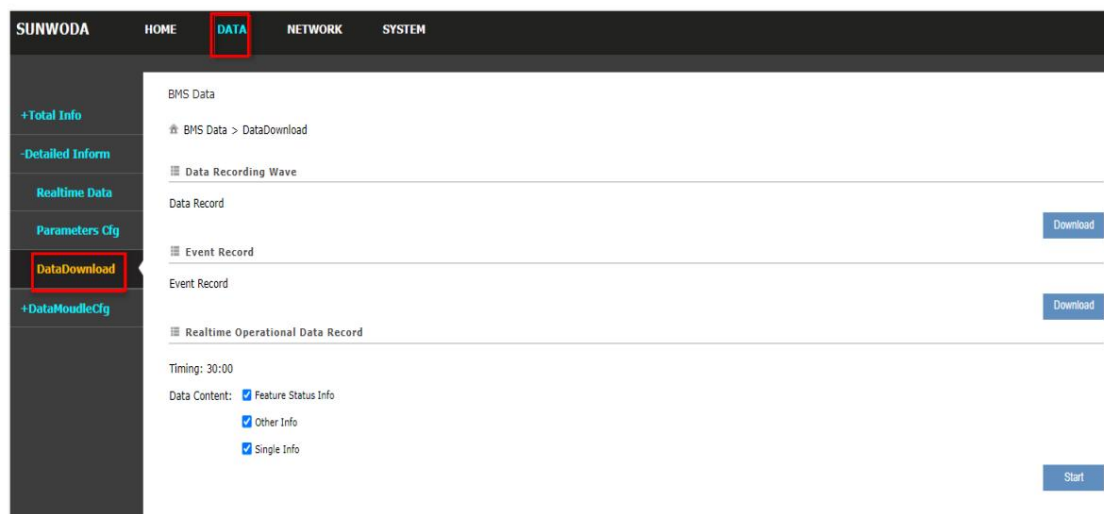 SUNWODA HOME DATA NETWORK SYSTEM
+Total Info
-Detailed Inform
Realtime Data
Parameters Cfg
DataDownload
+DataMoudleCfg
BMS Data
BMS Data > DataDownload
Data Recording Wave
Data Record
Download
Event Record
Event Record
Download
Realtime Operational Data Record
Timing: 30:00
Data Content: Feature Status Info
Other Info
Single Info
Start